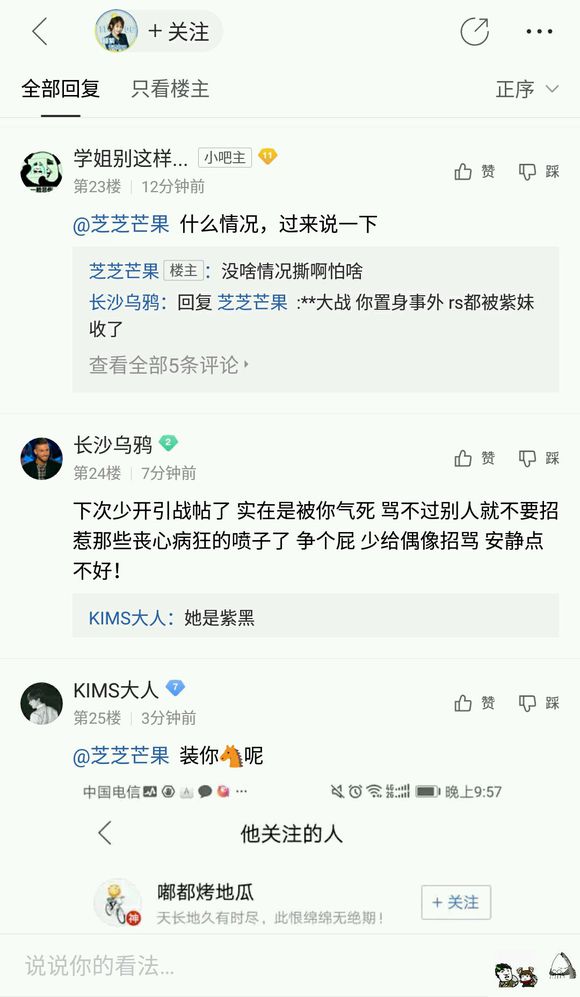 + 关注
全部回复 只看楼主 正序
学姐别这样... 小吧主 11
第23楼 12分钟前 赞 踩
@芝芝芒果 什么情况，过来说一下
芝芝芒果 楼主：没啥情况撕啊怕啥
长沙乌鸦：回复 芝芝芒果 :**大战 你置身事外 rs都被紫妹
收了
查看全部5条评论
长沙乌鸦 2
第24楼 7分钟前 赞 踩
下次少开引战帖了 实在是被你气死 骂不过别人就不要招
惹那些丧心病狂的喷子了 争个屁 少给偶像招骂 安静点
不好！
KIMS大人：她是紫黑
KIMS大人 7
第25楼 3分钟前 赞 踩
@芝芝芒果 装你🐴呢
中国电信 ··· 晚上9:57
他关注的人
嘟都烤地瓜
神 天长地久有时尽，此恨绵绵无绝期！ + 关注
说说你的看法...